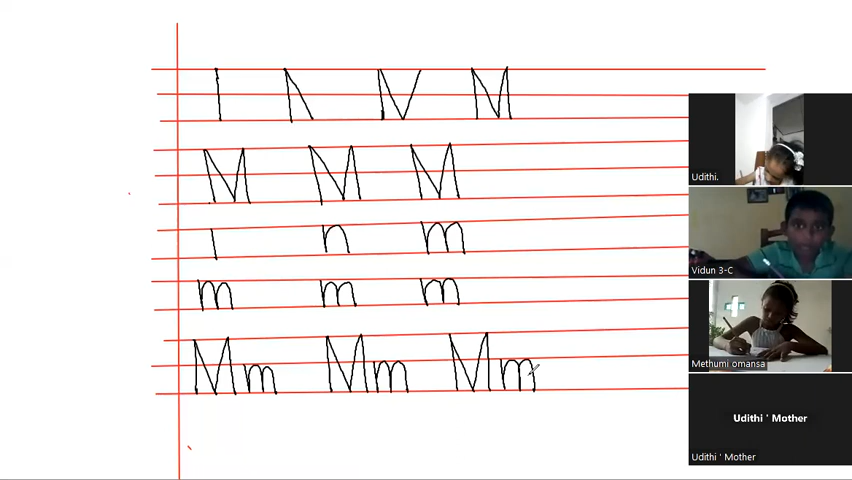 I Λ V M
M M M
ı n m
m m m
Mm Mm Mm
Udithi.
Vidun 3-C
Methumi omansa
Udithi ' Mother
Udithi ' Mother